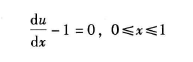 du/dx − 1 = 0, 0 ⩽ x ⩽ 1